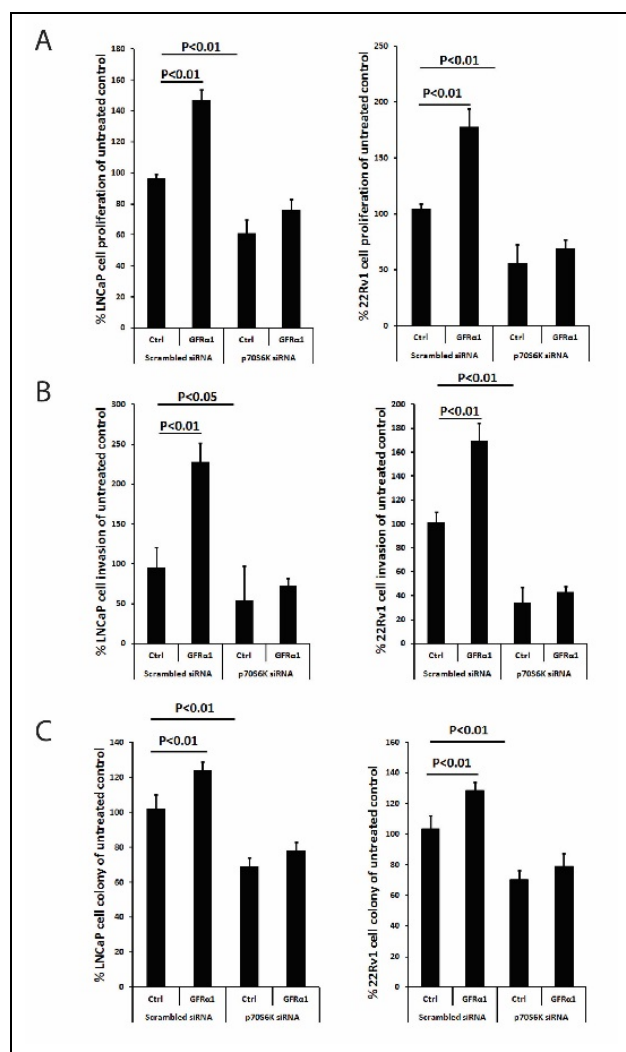 A
% LNCaP cell proliferation of untreated control
180
160
140
120
100
80
60
40
20
0
P<0.01
P<0.01
Ctrl GFRα1 Ctrl GFRα1
Scrambled siRNA p70S6K siRNA
% 22Rv1 cell proliferation of untreated control
250
200
150
100
50
0
P<0.01
P<0.01
Ctrl GFRα1 Ctrl GFRα1
Scrambled siRNA p70S6K siRNA
B
% LNCaP cell invasion of untreated control
300
250
200
150
100
50
0
P<0.05
P<0.01
Ctrl GFRα1 Ctrl GFRα1
Scrambled siRNA p70S6K siRNA
% 22Rv1 cell invasion of untreated control
200
180
160
140
120
100
80
60
40
20
0
P<0.01
P<0.01
Ctrl GFRα1 Ctrl GFRα1
Scrambled siRNA p70S6K siRNA
C
% LNCaP cell colony of untreated control
140
120
100
80
60
40
20
0
P<0.01
P<0.01
Ctrl GFRα1 Ctrl GFRα1
Scrambled siRNA p70S6K siRNA
% 22Rv1 cell colony of untreated control
160
140
120
100
80
60
40
20
0
P<0.01
P<0.01
Ctrl GFRα1 Ctrl GFRα1
Scrambled siRNA p70S6K siRNA